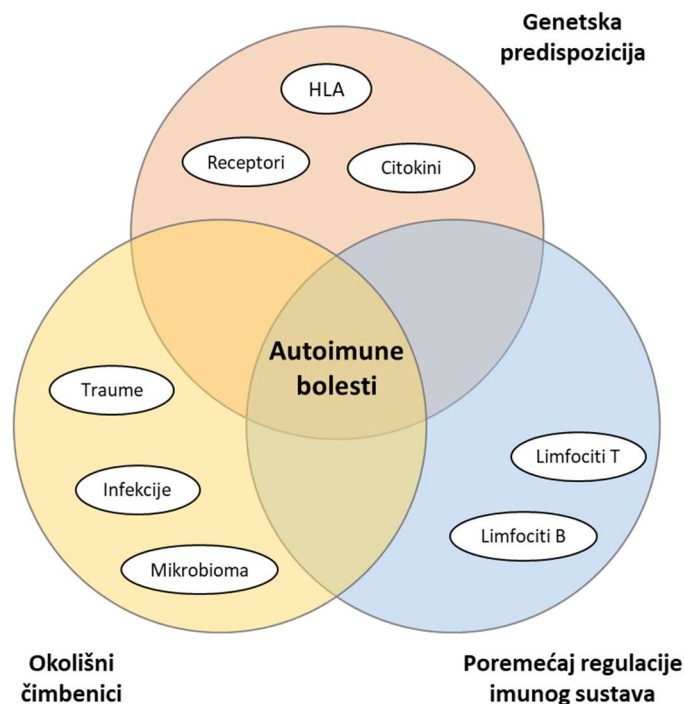 Genetska
predispozicija
HLA
Receptori
Citokini
Autoimune
bolesti
Traume
Infekcije
Mikrobioma
Limfociti T
Limfociti B
Okolišni
čimbenici
Poremećaj regulacije
imunog sustava